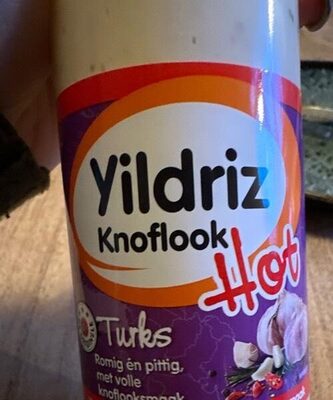 Yildriz
Knoflook
Hot
Turks
Romig én pittig,
met volle
knoflooksmaak